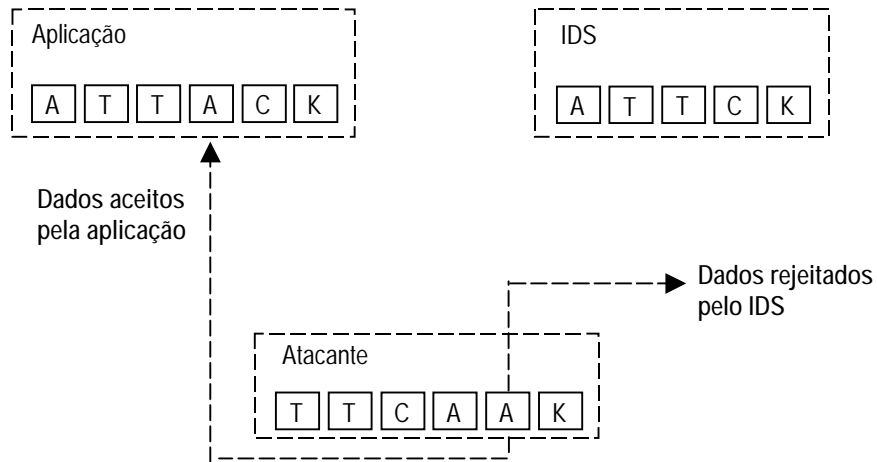 Aplicação
A T T A C K
IDS
A T T C K
Dados aceitos
pela aplicação
Dados rejeitados
pelo IDS
Atacante
T T C A A K